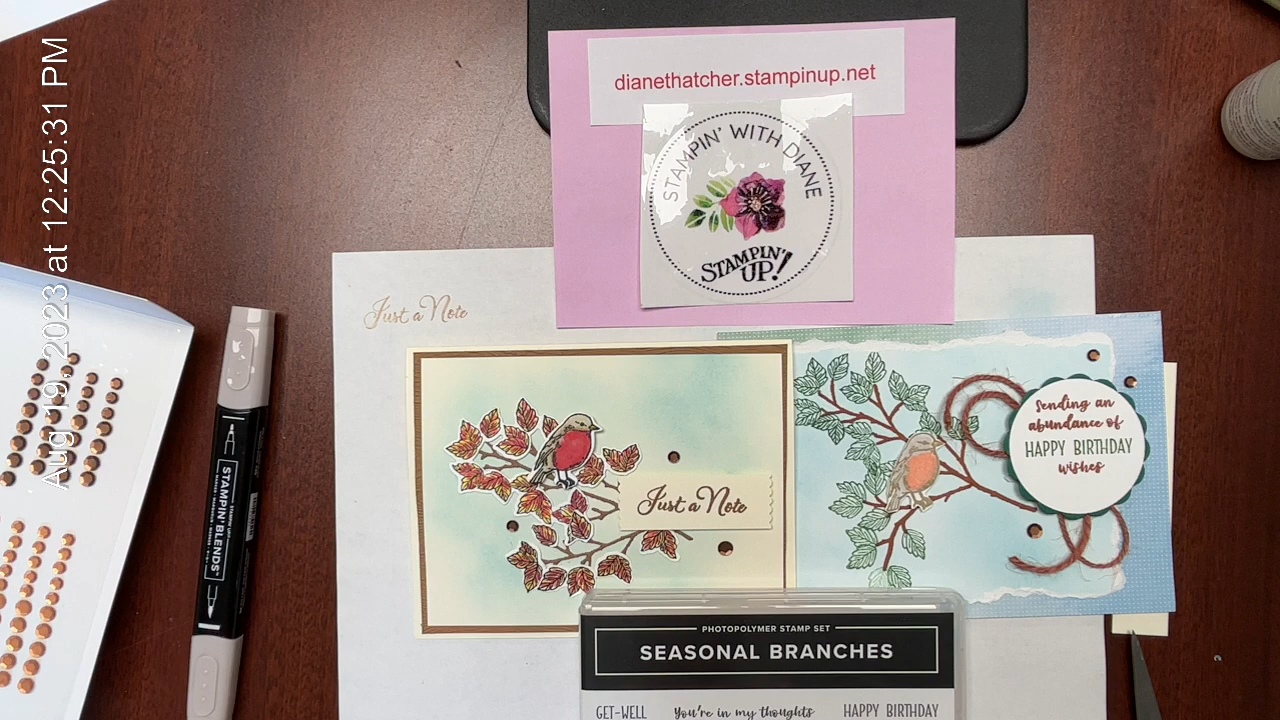 Aug 19, 2023 at 12:25:31 PM
dianethatcher.stampinup.net
STAMPIN' WITH DIANE
STAMPIN' UP!
Just a Note
Just a Note
Sending an
abundance of
HAPPY BIRTHDAY
wishes
STAMPIN' BLENDS
PHOTOPOLYMER STAMP SET
SEASONAL BRANCHES
GET-WELL You're in my thoughts HAPPY BIRTHDAY